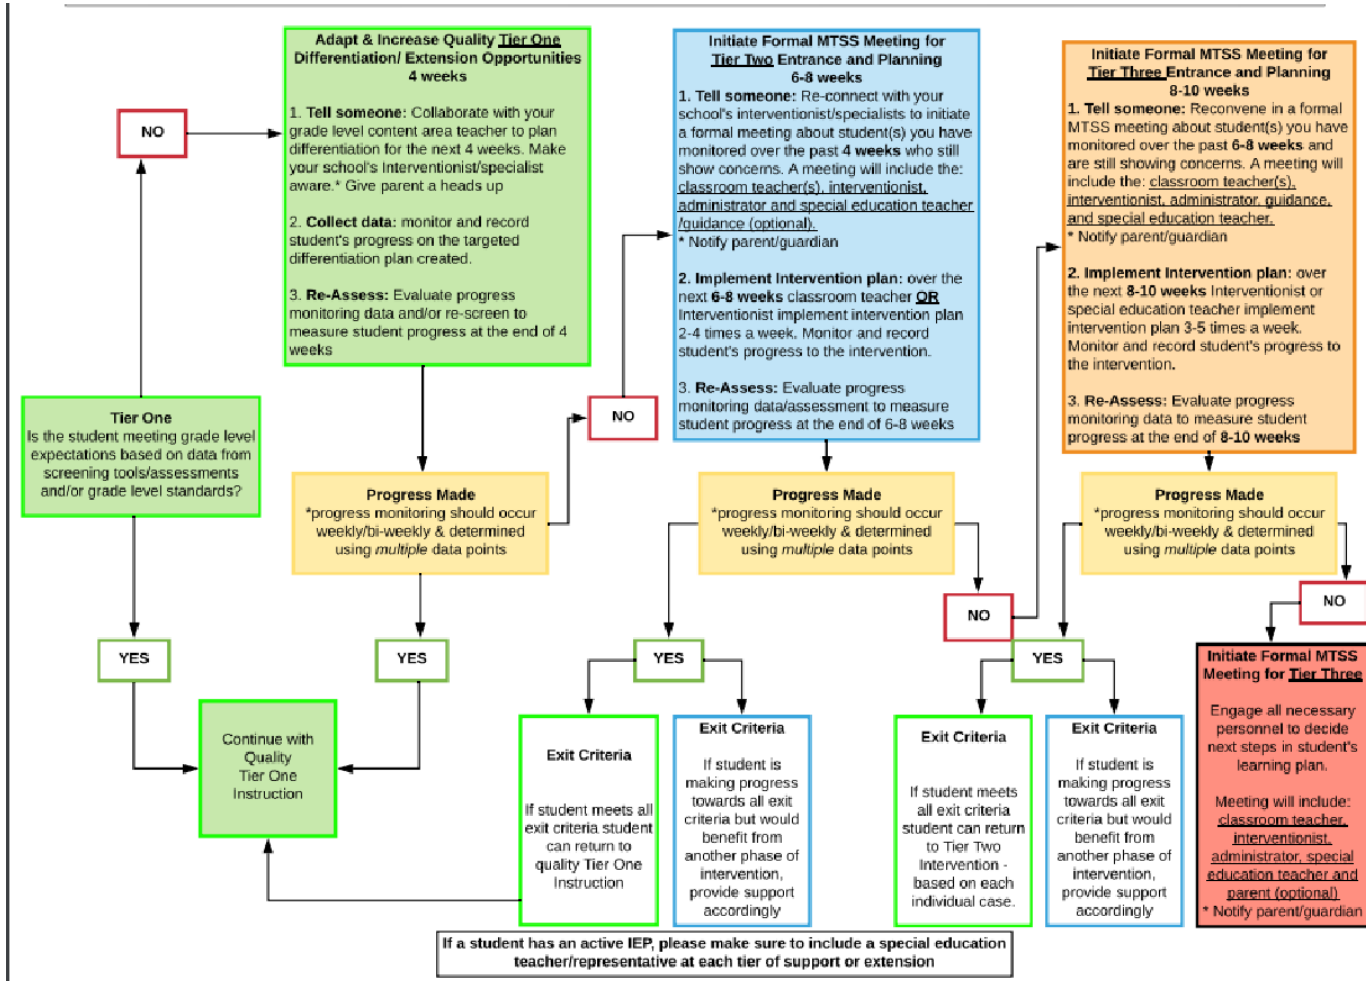 Adapt & Increase Quality Tier One
Differentiation/ Extension Opportunities
4 weeks
1. Tell someone: Collaborate with your
grade level content area teacher to plan
differentiation for the next 4 weeks. Make
your school's Interventionist/specialist
aware.* Give parent a heads up
2. Collect data: monitor and record
student's progress on the targeted
differentiation plan created.
3. Re-Assess: Evaluate progress
monitoring data and/or re-screen to
measure student progress at the end of 4
weeks
Initiate Formal MTSS Meeting for
Tier Two Entrance and Planning
6-8 weeks
1. Tell someone: Re-connect with your
school's interventionist/specialists to initiate
a formal meeting about student(s) you have
monitored over the past 4 weeks who still
show concerns. A meeting will include the:
classroom teacher(s), interventionist,
administrator and special education teacher
/guidance (optional).
* Notify parent/guardian
2. Implement Intervention plan: over the
next 6-8 weeks classroom teacher OR
Interventionist implement intervention plan
2-4 times a week. Monitor and record
student's progress to the intervention.
3. Re-Assess: Evaluate progress
monitoring data/assessment to measure
student progress at the end of 6-8 weeks
Initiate Formal MTSS Meeting for
Tier Three Entrance and Planning
8-10 weeks
1. Tell someone: Reconvene in a formal
MTSS meeting about student(s) you have
monitored over the past 6-8 weeks and
are still showing concerns. A meeting will
include the: classroom teacher(s),
interventionist, administrator, guidance,
and special education teacher.
* Notify parent/guardian
2. Implement Intervention plan: over
the next 8-10 weeks Interventionist or
special education teacher implement
intervention plan 3-5 times a week.
Monitor and record student's progress to
the intervention.
3. Re-Assess: Evaluate progress
monitoring data to measure student
progress at the end of 8-10 weeks
NO
NO
Tier One
Is the student meeting grade level
expectations based on data from
screening tools/assessments
and/or grade level standards?
Progress Made
*progress monitoring should occur
weekly/bi-weekly & determined
using multiple data points
Progress Made
*progress monitoring should occur
weekly/bi-weekly & determined
using multiple data points
Progress Made
*progress monitoring should occur
weekly/bi-weekly & determined
using multiple data points
NO
NO
YES
YES
YES
YES
Continue with
Quality
Tier One
Instruction
Exit Criteria
If student meets all
exit criteria student
can return to
quality Tier One
Instruction
Exit Criteria
If student is
making progress
towards all exit
criteria but would
benefit from
another phase of
intervention,
provide support
accordingly
Exit Criteria
If student meets
all exit criteria
student can return
to Tier Two
Intervention -
based on each
individual case.
Exit Criteria
If student is
making progress
towards all exit
criteria but would
benefit from
another phase of
intervention,
provide support
accordingly
Initiate Formal MTSS
Meeting for Tier Three
Engage all necessary
personnel to decide
next steps in student's
learning plan.
Meeting will include:
classroom teacher,
interventionist,
administrator, special
education teacher and
parent (optional)
* Notify parent/guardian
If a student has an active IEP, please make sure to include a special education
teacher/representative at each tier of support or extension